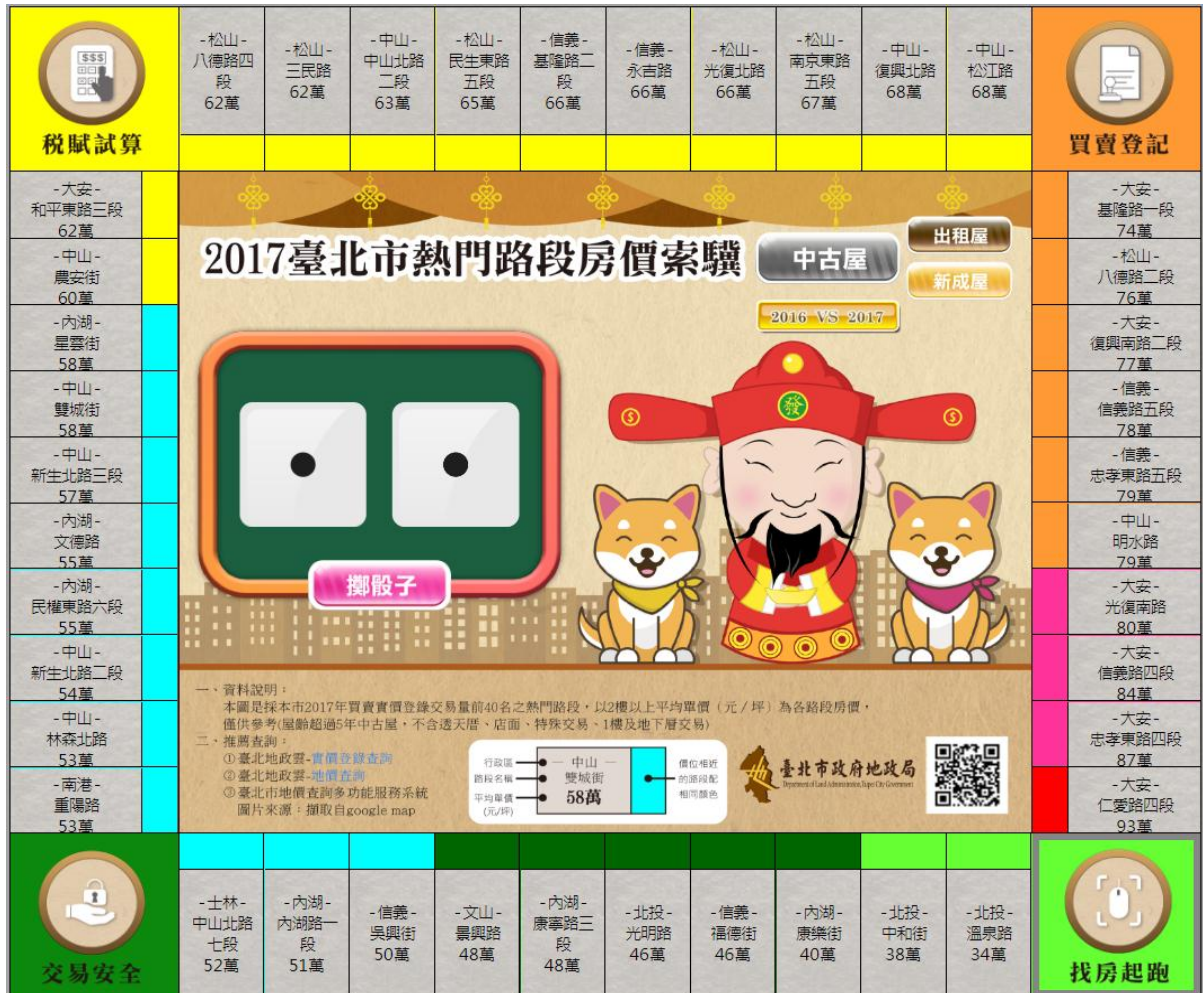 税賦試算
-松山-
八德路四
段
62萬
-松山-
三民路
62萬
-中山-
中山北路
二段
63萬
-松山-
民生東路
五段
65萬
-信義-
基隆路二
段
66萬
-信義-
永吉路
66萬
-松山-
光復北路
66萬
-松山-
南京東路
五段
67萬
-中山-
復興北路
68萬
-中山-
松江路
68萬
買賣登記
-大安-
和平東路三段
62萬
-中山-
農安街
60萬
-內湖-
星雲街
58萬
-中山-
雙城街
58萬
-中山-
新生北路三段
57萬
-內湖-
文德路
55萬
-內湖-
民權東路六段
55萬
-中山-
新生北路二段
54萬
-中山-
林森北路
53萬
-南港-
重陽路
53萬
2017臺北市熱門路段房價索驥
中古屋
出租屋
新成屋
2016 VS 2017
發
擲骰子
一、資料說明：
本圖是採本市2017年買賣實價登錄交易量前40名之熱門路段，以2樓以上平均單價（元／坪）為各路段房價，
僅供參考(屋齡超過5年中古屋，不含透天厝、店面、特殊交易、1樓及地下層交易)
二、推薦查詢：
①臺北地政雲-實價登錄查詢
②臺北地政雲-地價查詢
③臺北市地價查詢多功能服務系統
圖片來源：擷取自google map
行政區
路段名稱
平均單價
(元/坪)
— 中山 —
雙城街
58萬
價位相近
的路段配
相同顏色
臺北市政府地政局
Department of Land Administration, Taipei City Government
-大安-
基隆路一段
74萬
-松山-
八德路二段
76萬
-大安-
復興南路二段
77萬
-信義-
信義路五段
78萬
-信義-
忠孝東路五段
79萬
-中山-
明水路
79萬
-大安-
光復南路
80萬
-大安-
信義路四段
84萬
-大安-
忠孝東路四段
87萬
-大安-
仁愛路四段
93萬
交易安全
-士林-
中山北路
七段
52萬
-內湖-
內湖路一
段
51萬
-信義-
吳興街
50萬
-文山-
景興路
48萬
-內湖-
康寧路三
段
48萬
-北投-
光明路
46萬
-信義-
福德街
46萬
-內湖-
康樂街
40萬
-北投-
中和街
38萬
-北投-
溫泉路
34萬
找房起跑